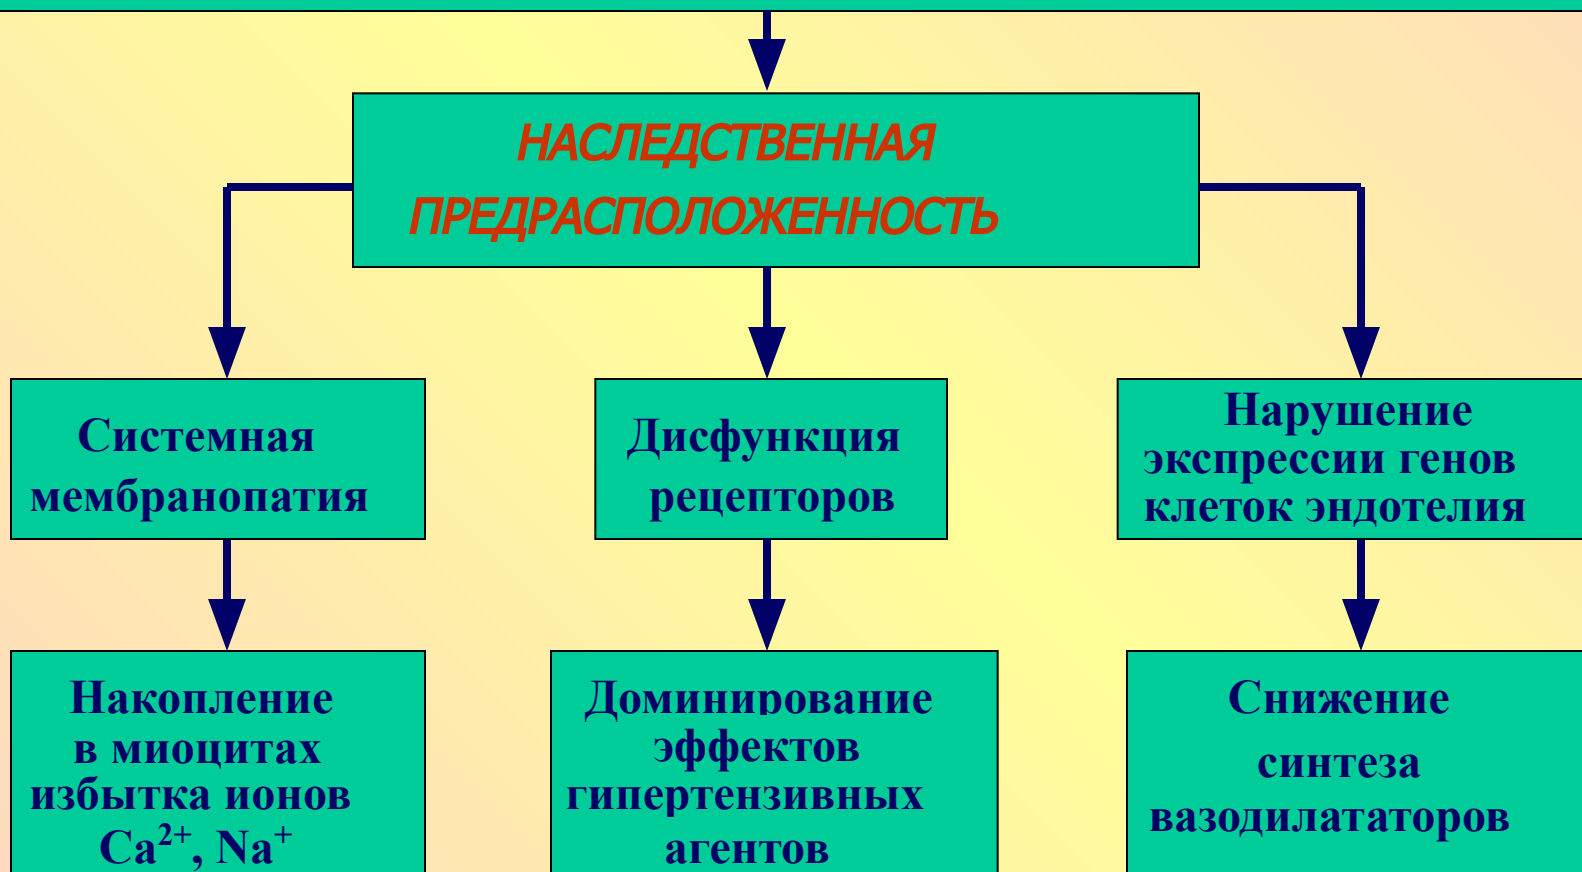 НАСЛЕДСТВЕННАЯ
ПРЕДРАСПОЛОЖЕННОСТЬ
Системная
мембранопатия
Дисфункция
рецепторов
Нарушение
экспрессии генов
клеток эндотелия
Накопление
в миоцитах
избытка ионов
Ca²⁺, Na⁺
Доминирование
эффектов
гипертензивных
агентов
Снижение
синтеза
вазодилататоров